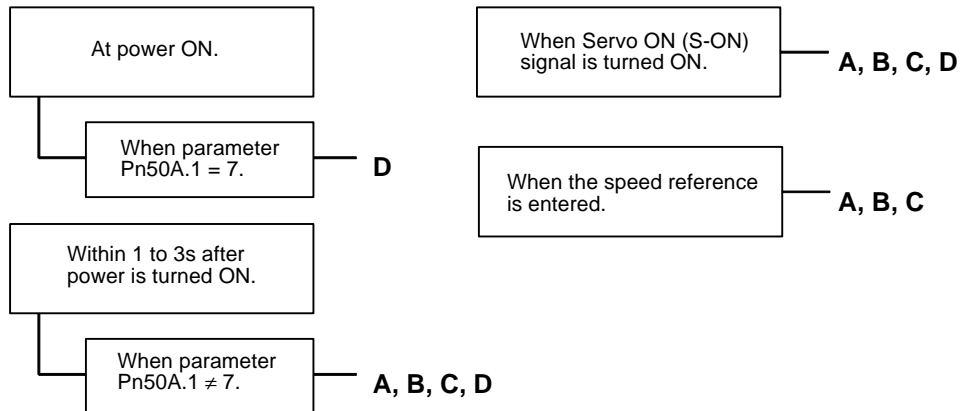 At power ON.
When parameter
Pn50A.1 = 7.
D
Within 1 to 3s after
power is turned ON.
When parameter
Pn50A.1 ≠ 7.
A, B, C, D
When Servo ON (S-ON)
signal is turned ON.
A, B, C, D
When the speed reference
is entered.
A, B, C